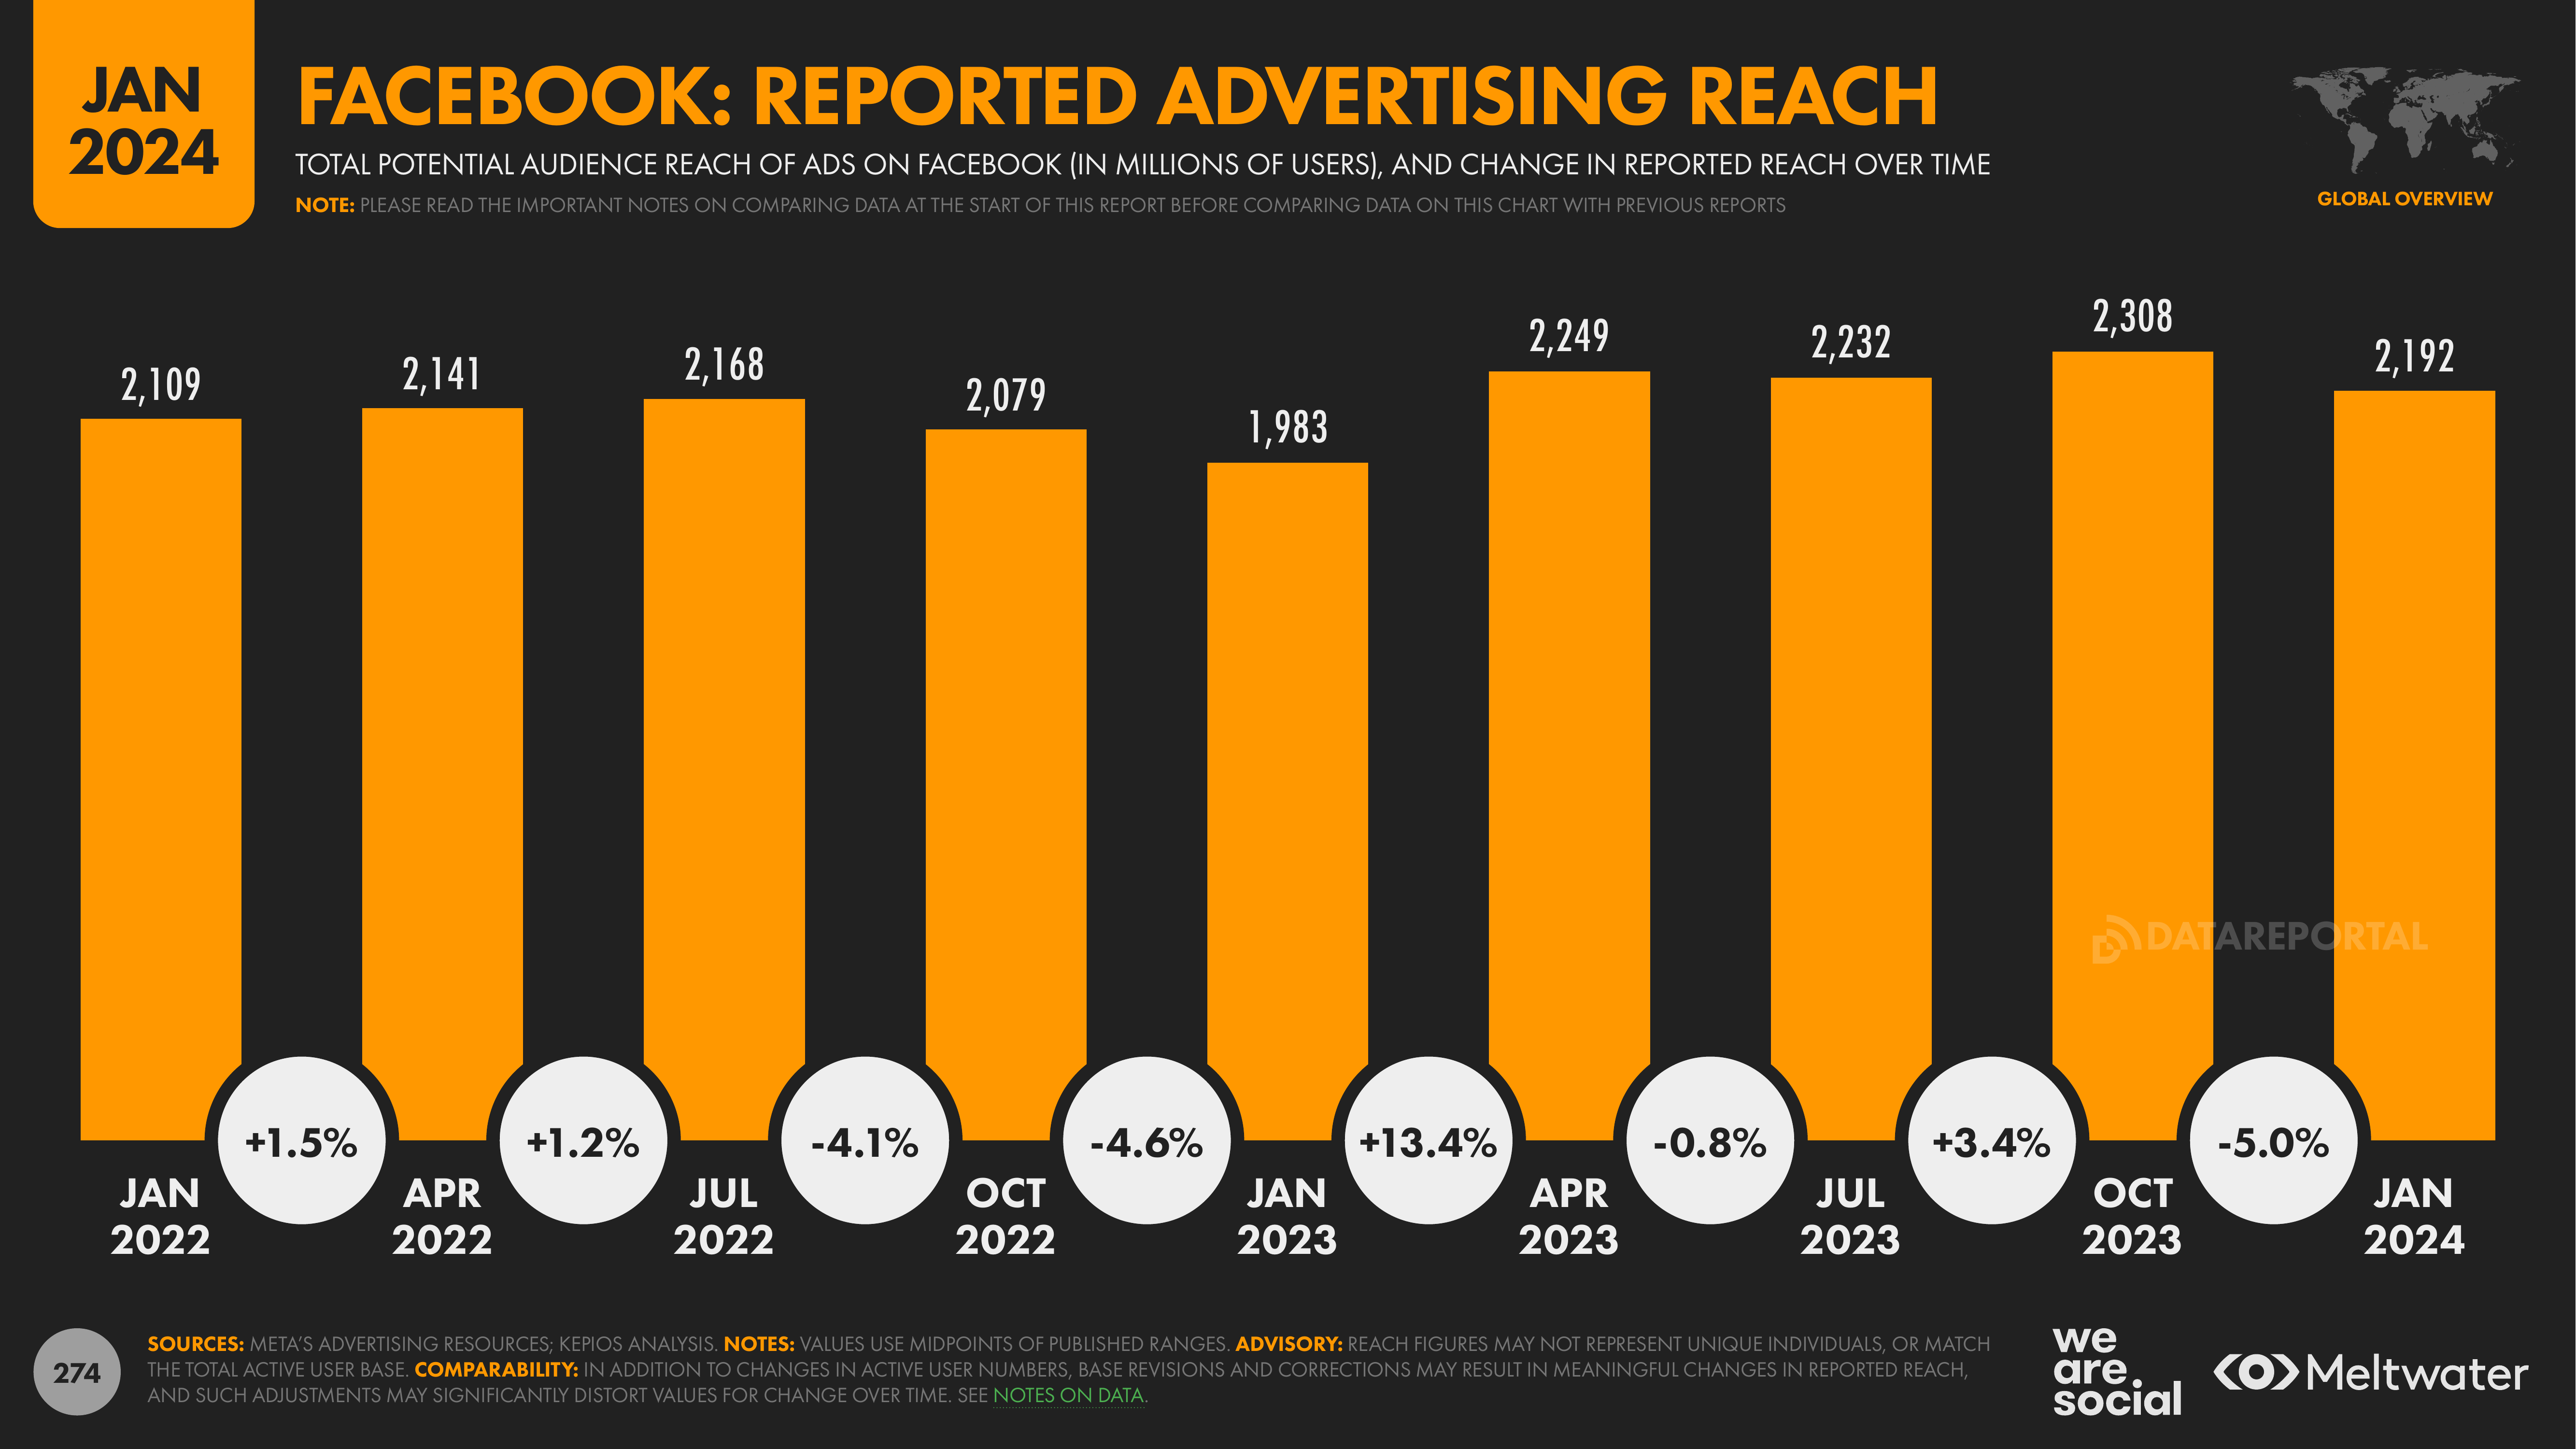 JAN
2024
FACEBOOK: REPORTED ADVERTISING REACH
TOTAL POTENTIAL AUDIENCE REACH OF ADS ON FACEBOOK (IN MILLIONS OF USERS), AND CHANGE IN REPORTED REACH OVER TIME
NOTE: PLEASE READ THE IMPORTANT NOTES ON COMPARING DATA AT THE START OF THIS REPORT BEFORE COMPARING DATA ON THIS CHART WITH PREVIOUS REPORTS
GLOBAL OVERVIEW
2,109
2,141
2,168
2,079
1,983
2,249
2,232
2,308
2,192
DATAREPORTAL
+1.5%
+1.2%
-4.1%
-4.6%
+13.4%
-0.8%
+3.4%
-5.0%
JAN
2022
APR
2022
JUL
2022
OCT
2022
JAN
2023
APR
2023
JUL
2023
OCT
2023
JAN
2024
274
SOURCES: META'S ADVERTISING RESOURCES; KEPIOS ANALYSIS. NOTES: VALUES USE MIDPOINTS OF PUBLISHED RANGES. ADVISORY: REACH FIGURES MAY NOT REPRESENT UNIQUE INDIVIDUALS, OR MATCH
THE TOTAL ACTIVE USER BASE. COMPARABILITY: IN ADDITION TO CHANGES IN ACTIVE USER NUMBERS, BASE REVISIONS AND CORRECTIONS MAY RESULT IN MEANINGFUL CHANGES IN REPORTED REACH,
AND SUCH ADJUSTMENTS MAY SIGNIFICANTLY DISTORT VALUES FOR CHANGE OVER TIME. SEE NOTES ON DATA.
we
are.
social
Meltwater